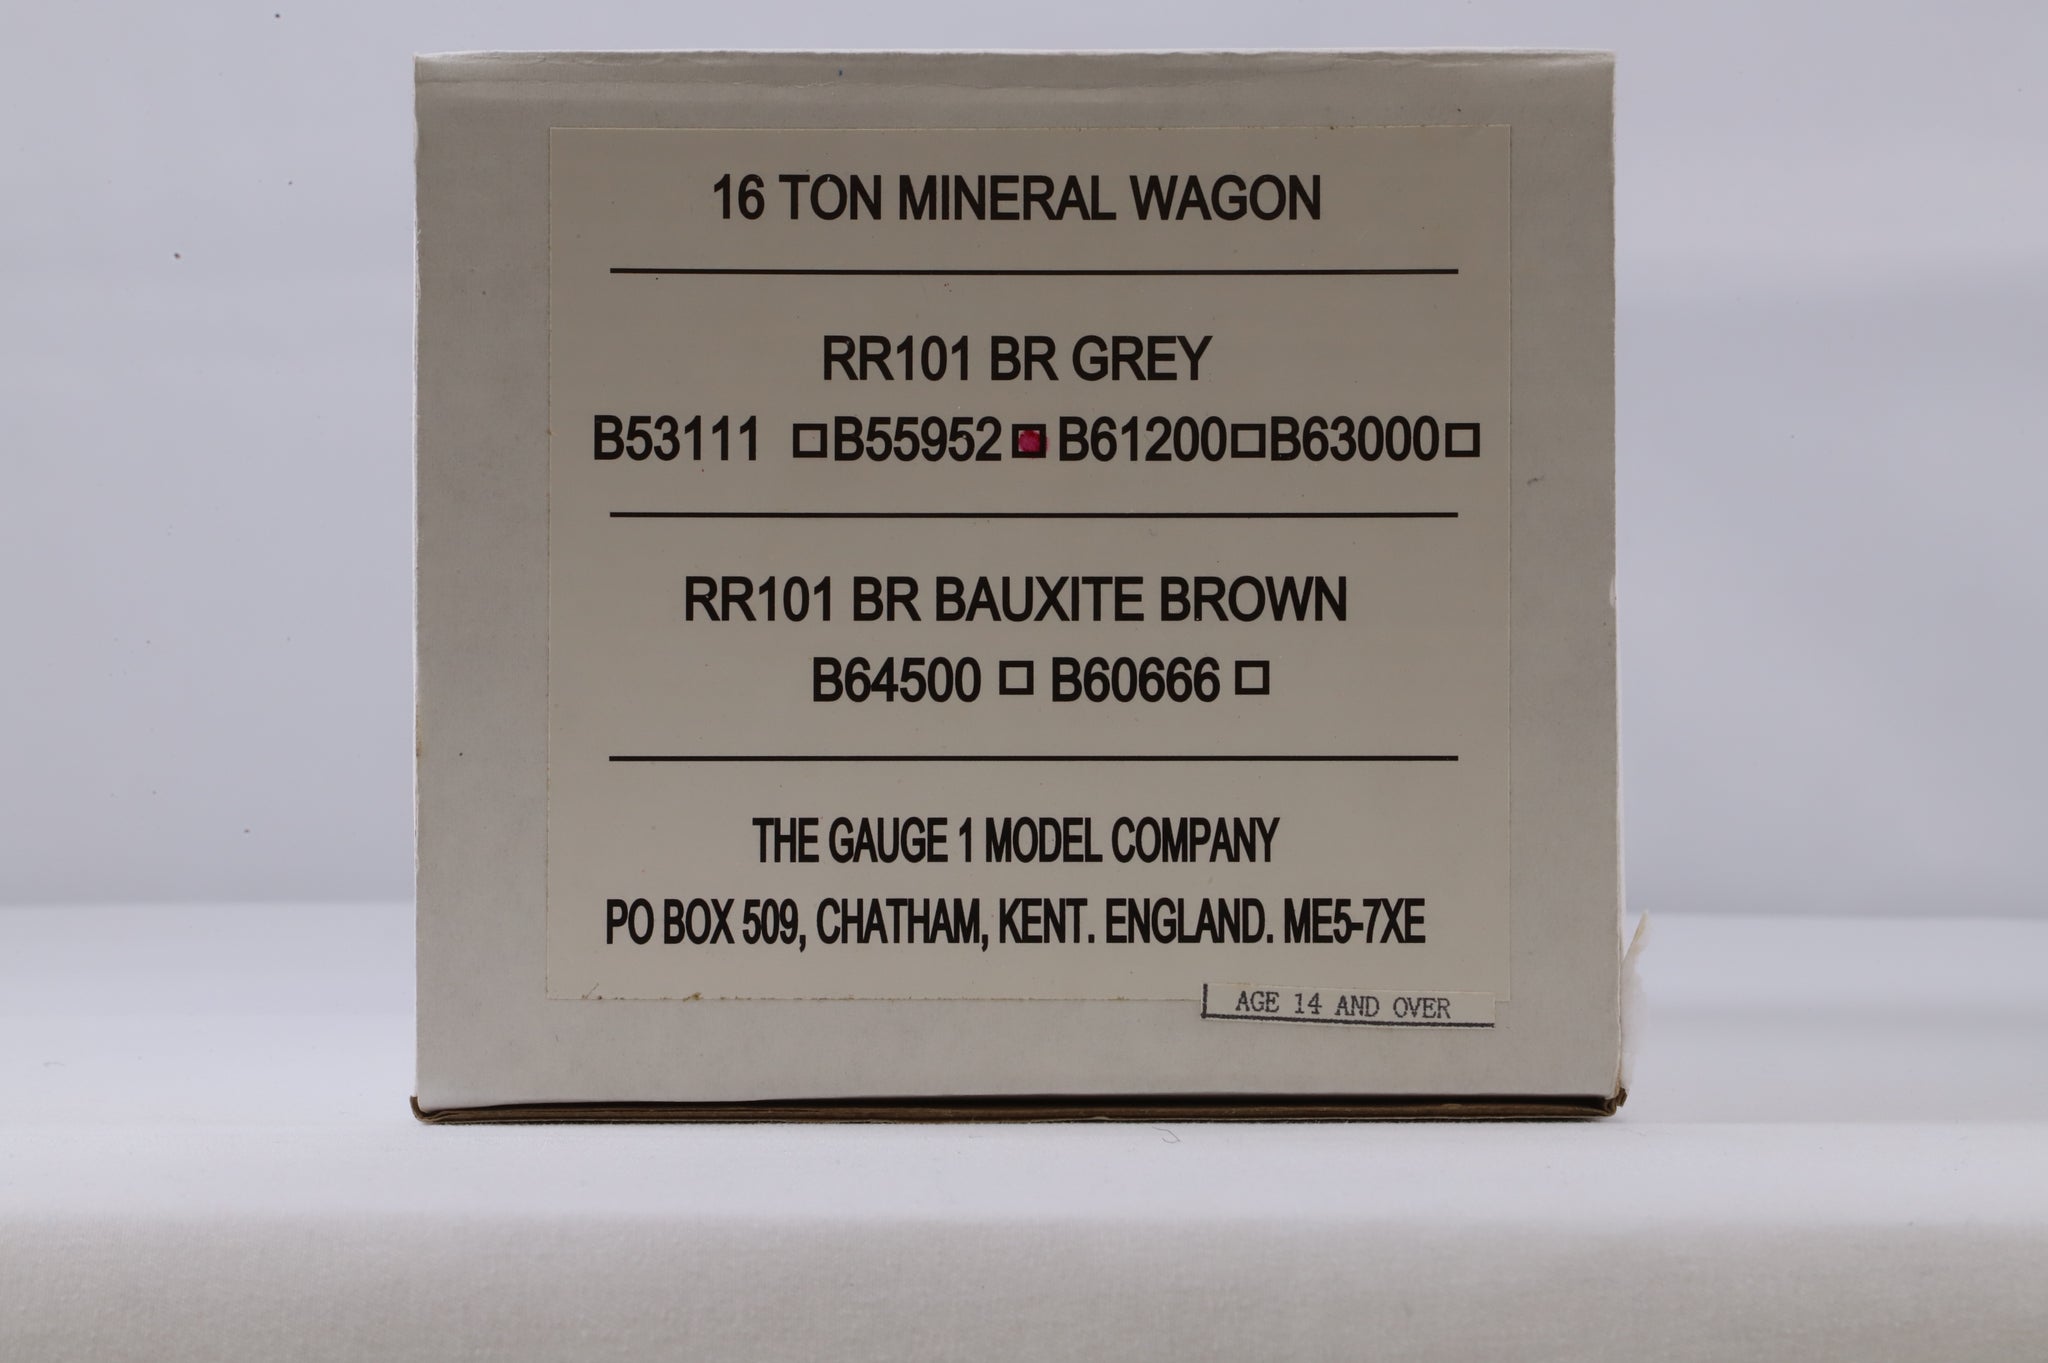 16 TON MINERAL WAGON
RR101 BR GREY
B53111 □B55952■ B61200□B63000□
RR101 BR BAUXITE BROWN
B64500 □ B60666 □
THE GAUGE 1 MODEL COMPANY
PO BOX 509, CHATHAM, KENT. ENGLAND. ME5-7XE
AGE 14 AND OVER